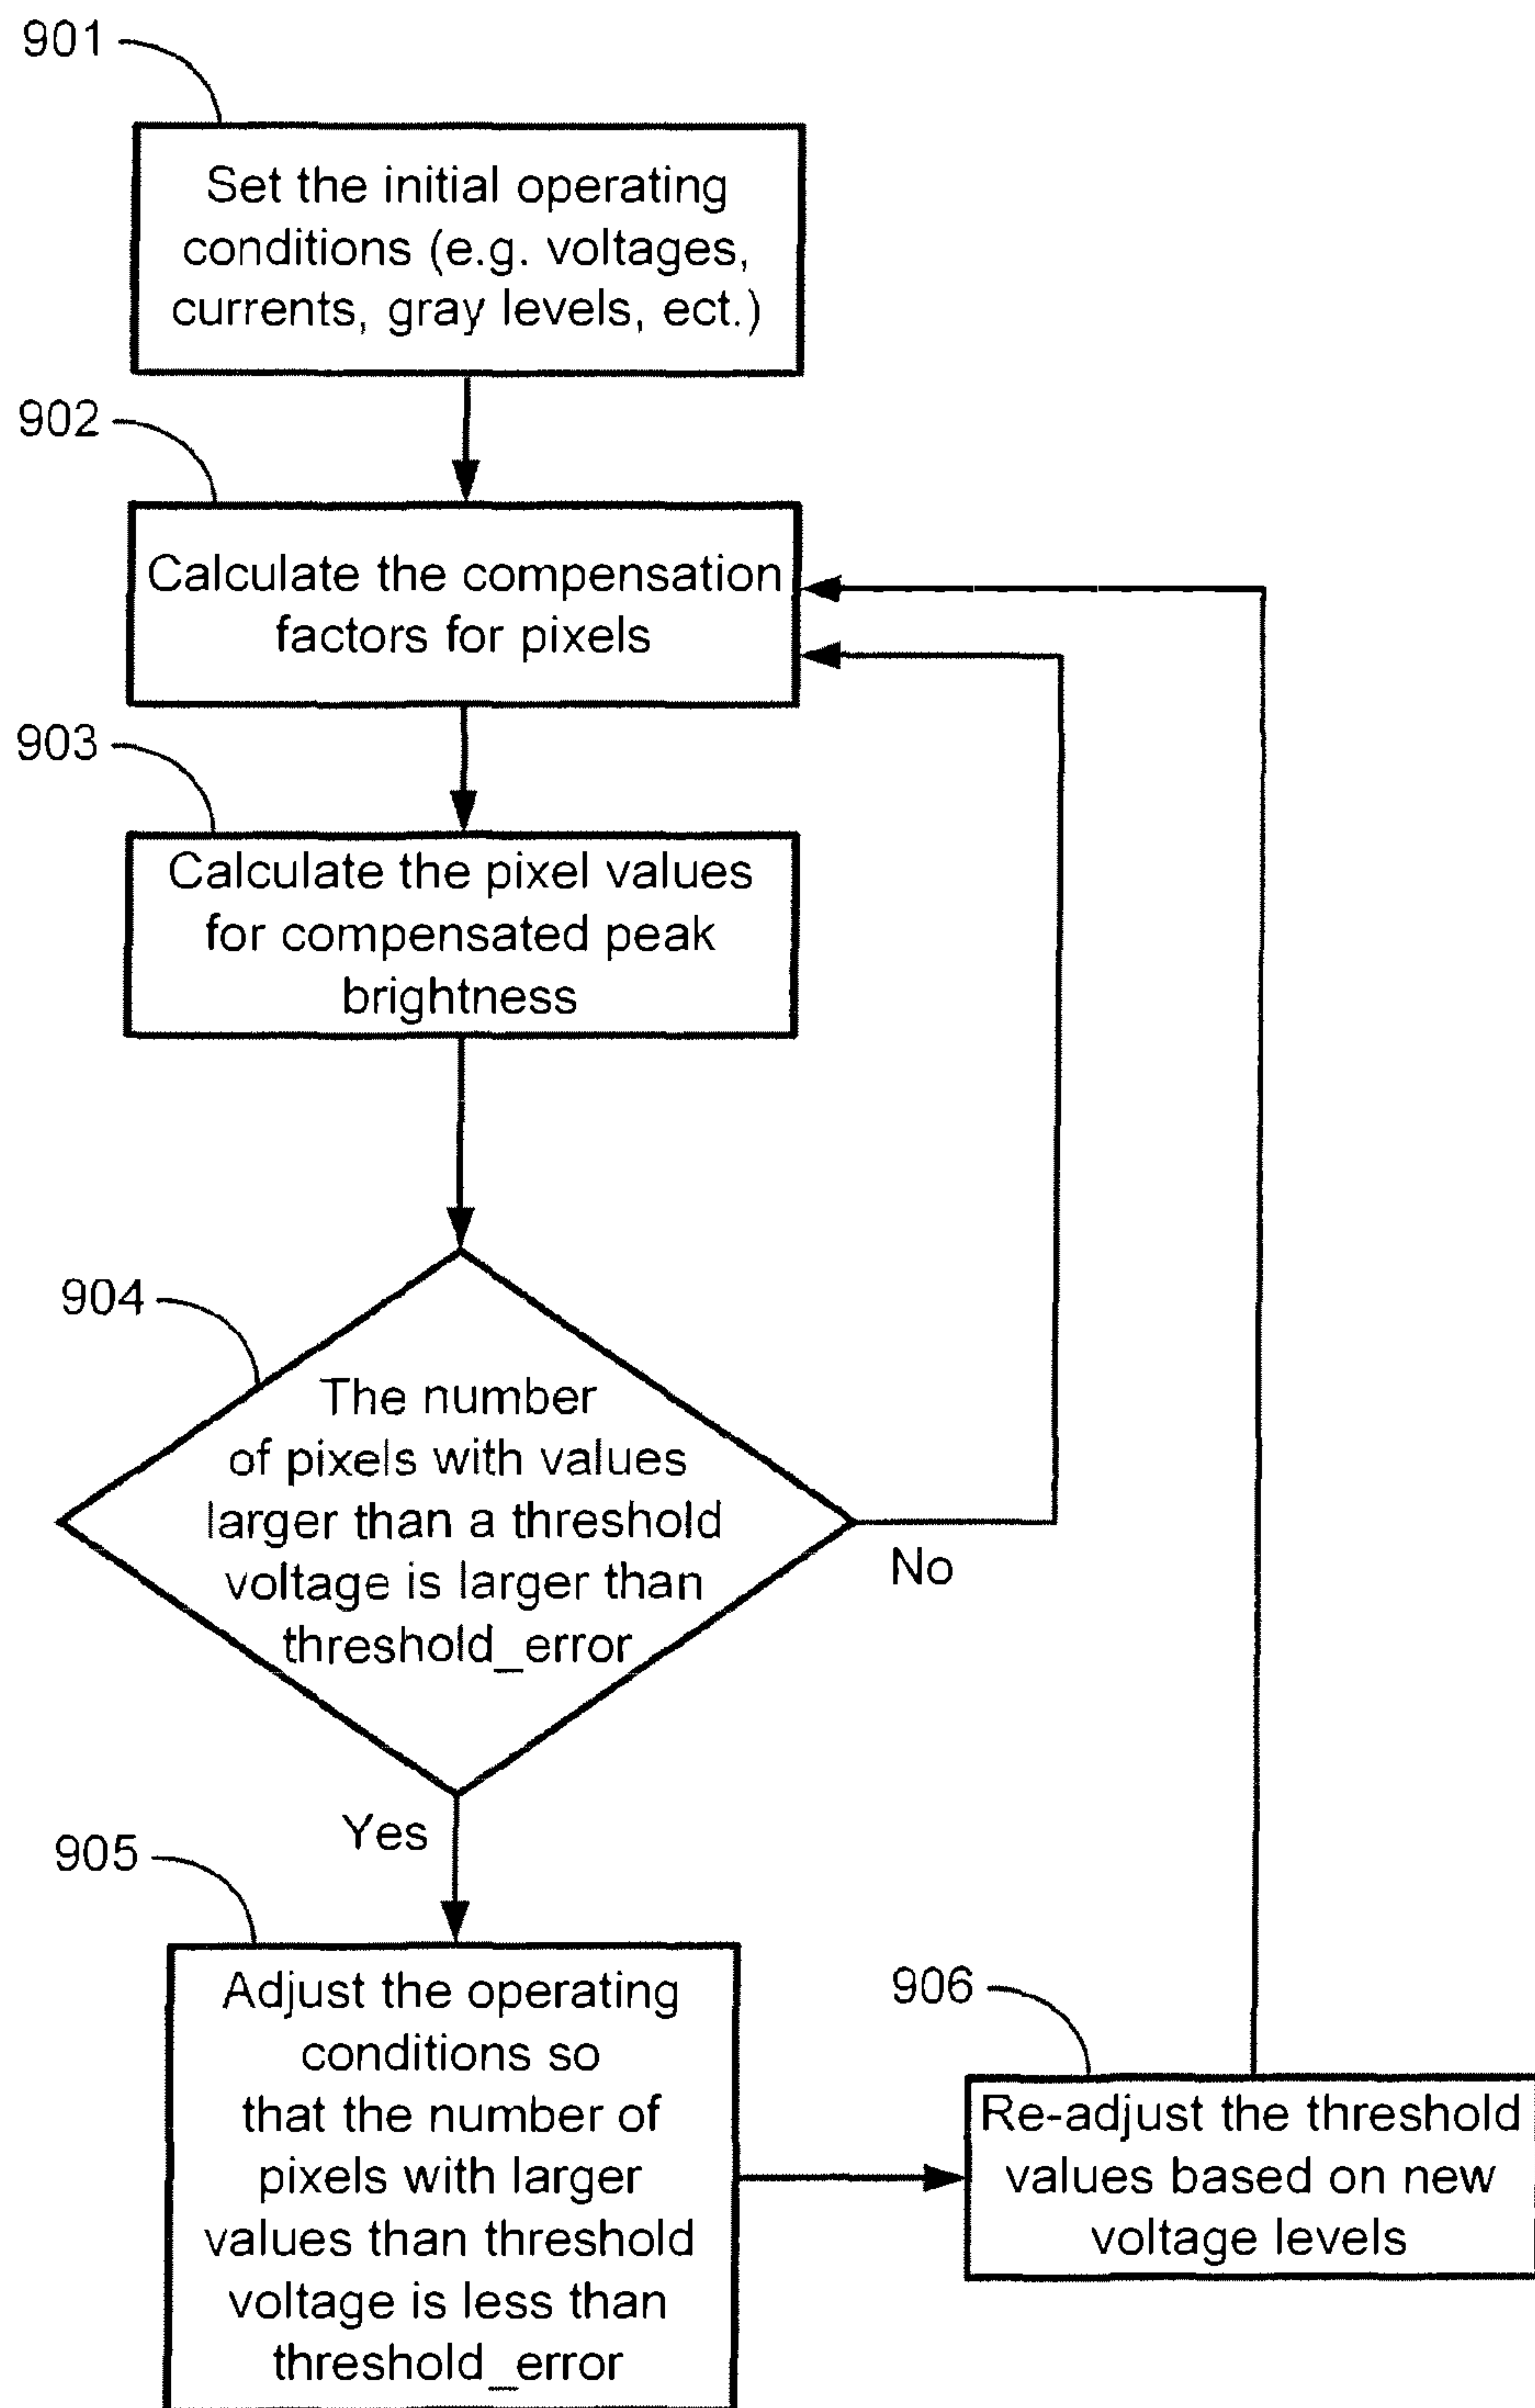 901
Set the initial operating
conditions (e.g. voltages,
currents, gray levels, ect.)
902
Calculate the compensation
factors for pixels
903
Calculate the pixel values
for compensated peak
brightness
904
The number
of pixels with values
larger than a threshold
voltage is larger than
threshold_error
No
Yes
905
Adjust the operating
conditions so
that the number of
pixels with larger
values than threshold
voltage is less than
threshold_error
906
Re-adjust the threshold
values based on new
voltage levels